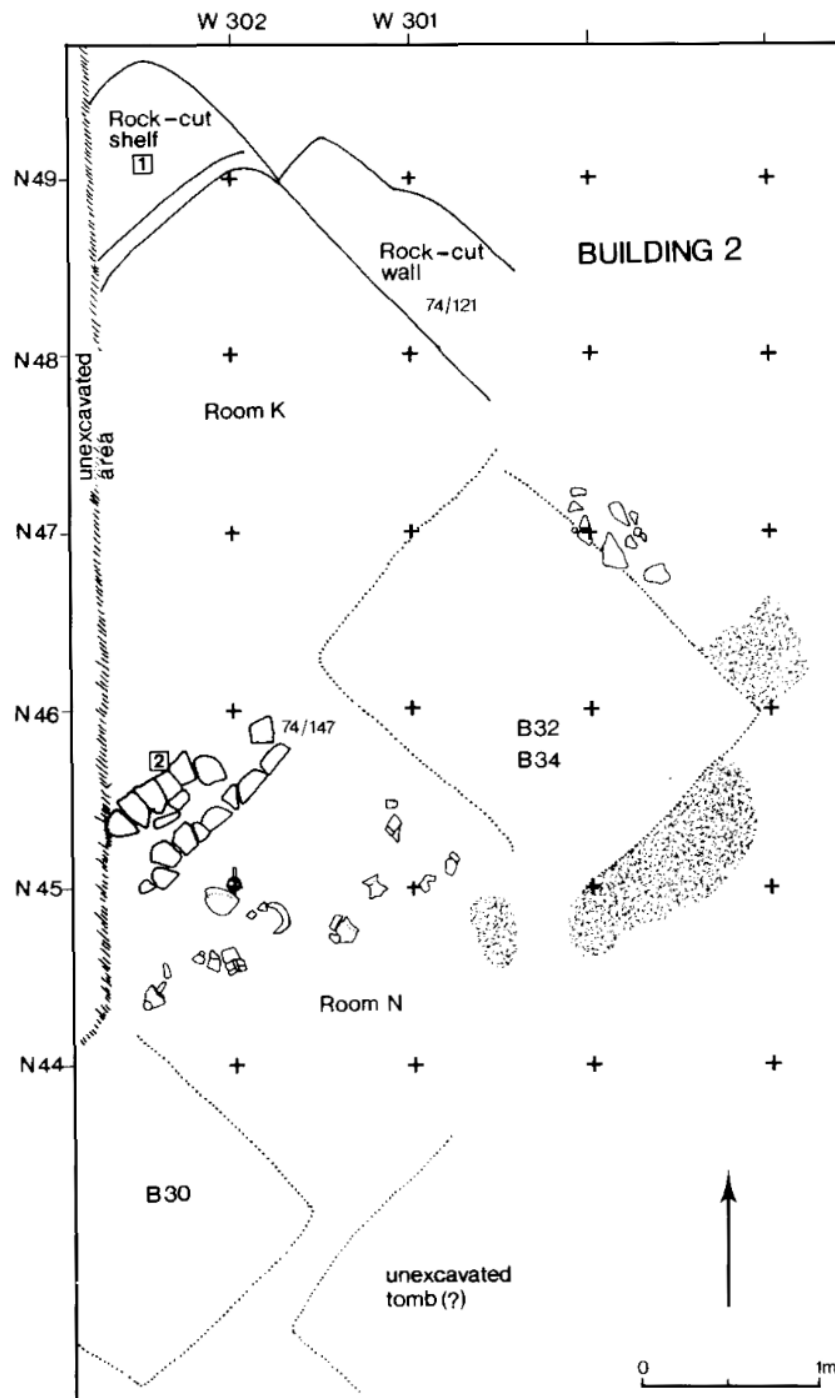 W 302
W 301
Rock-cut
shelf
1
N49
BUILDING 2
Rock-cut
wall
74/121
N48
unexcavated
area
Room K
N47
N46
74/147
B32
B34
2
N45
Room N
N44
B30
unexcavated
tomb(?)
0
1m